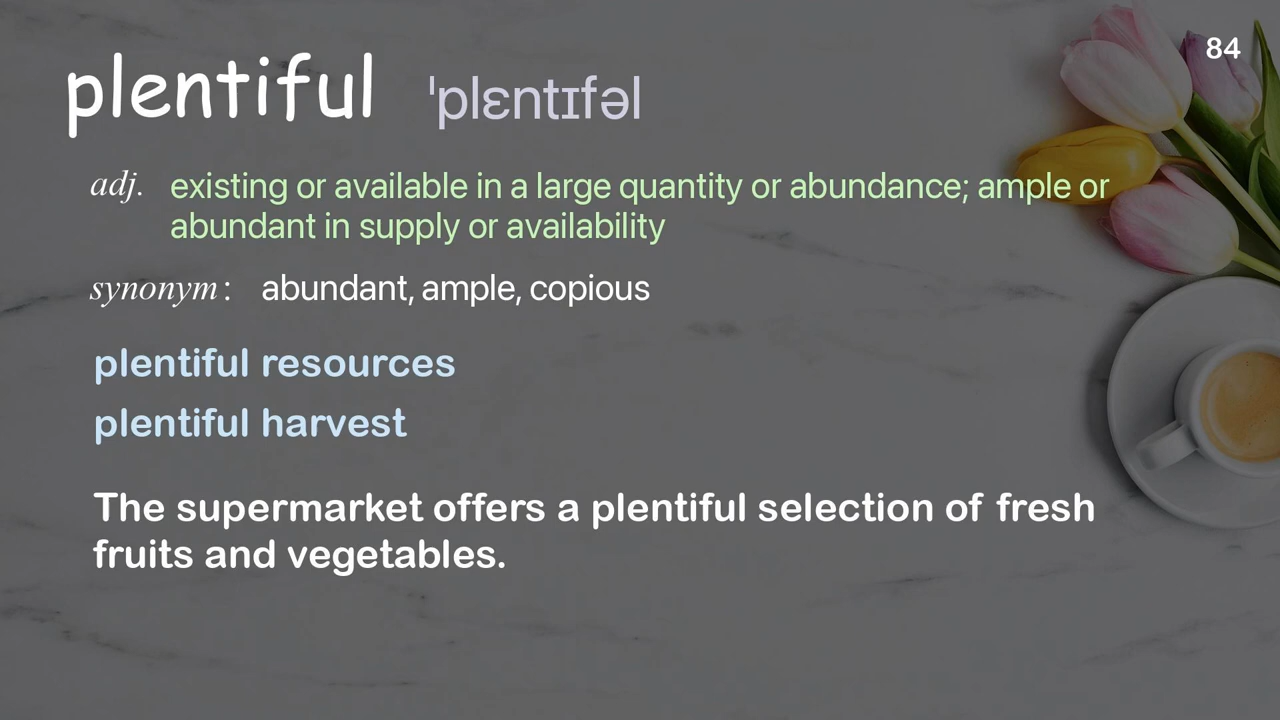 84
plentiful ˈplɛntɪfəl
adj. existing or available in a large quantity or abundance; ample or
abundant in supply or availability
synonym : abundant, ample, copious
plentiful resources
plentiful harvest
The supermarket offers a plentiful selection of fresh
fruits and vegetables.